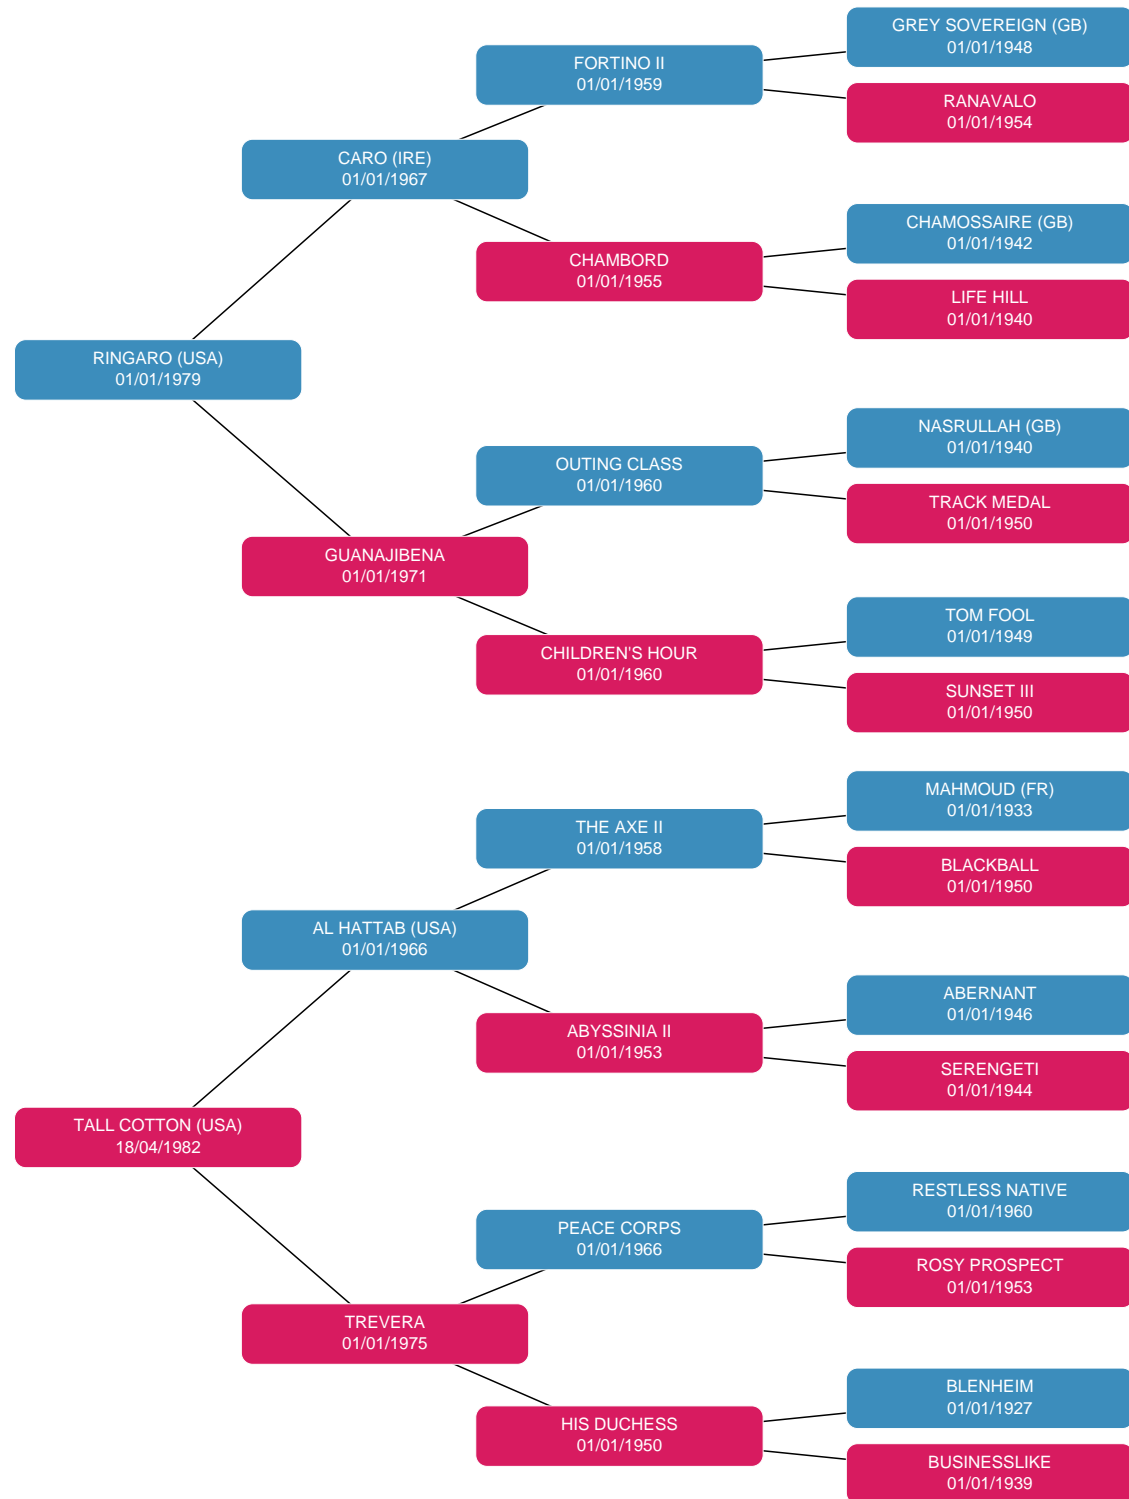 GREY SOVEREIGN (GB)
01/01/1948
FORTINO II
01/01/1959
RANAVALO
01/01/1954
CARO (IRE)
01/01/1967
CHAMOSSAIRE (GB)
01/01/1942
CHAMBORD
01/01/1955
LIFE HILL
01/01/1940
RINGARO (USA)
01/01/1979
NASRULLAH (GB)
01/01/1940
OUTING CLASS
01/01/1960
TRACK MEDAL
01/01/1950
GUANAJIBENA
01/01/1971
TOM FOOL
01/01/1949
CHILDREN'S HOUR
01/01/1960
SUNSET III
01/01/1950
MAHMOUD (FR)
01/01/1933
THE AXE II
01/01/1958
BLACKBALL
01/01/1950
AL HATTAB (USA)
01/01/1966
ABERNANT
01/01/1946
ABYSSINIA II
01/01/1953
SERENGETI
01/01/1944
TALL COTTON (USA)
18/04/1982
RESTLESS NATIVE
01/01/1960
PEACE CORPS
01/01/1966
ROSY PROSPECT
01/01/1953
TREVERA
01/01/1975
BLENHEIM
01/01/1927
HIS DUCHESS
01/01/1950
BUSINESSLIKE
01/01/1939